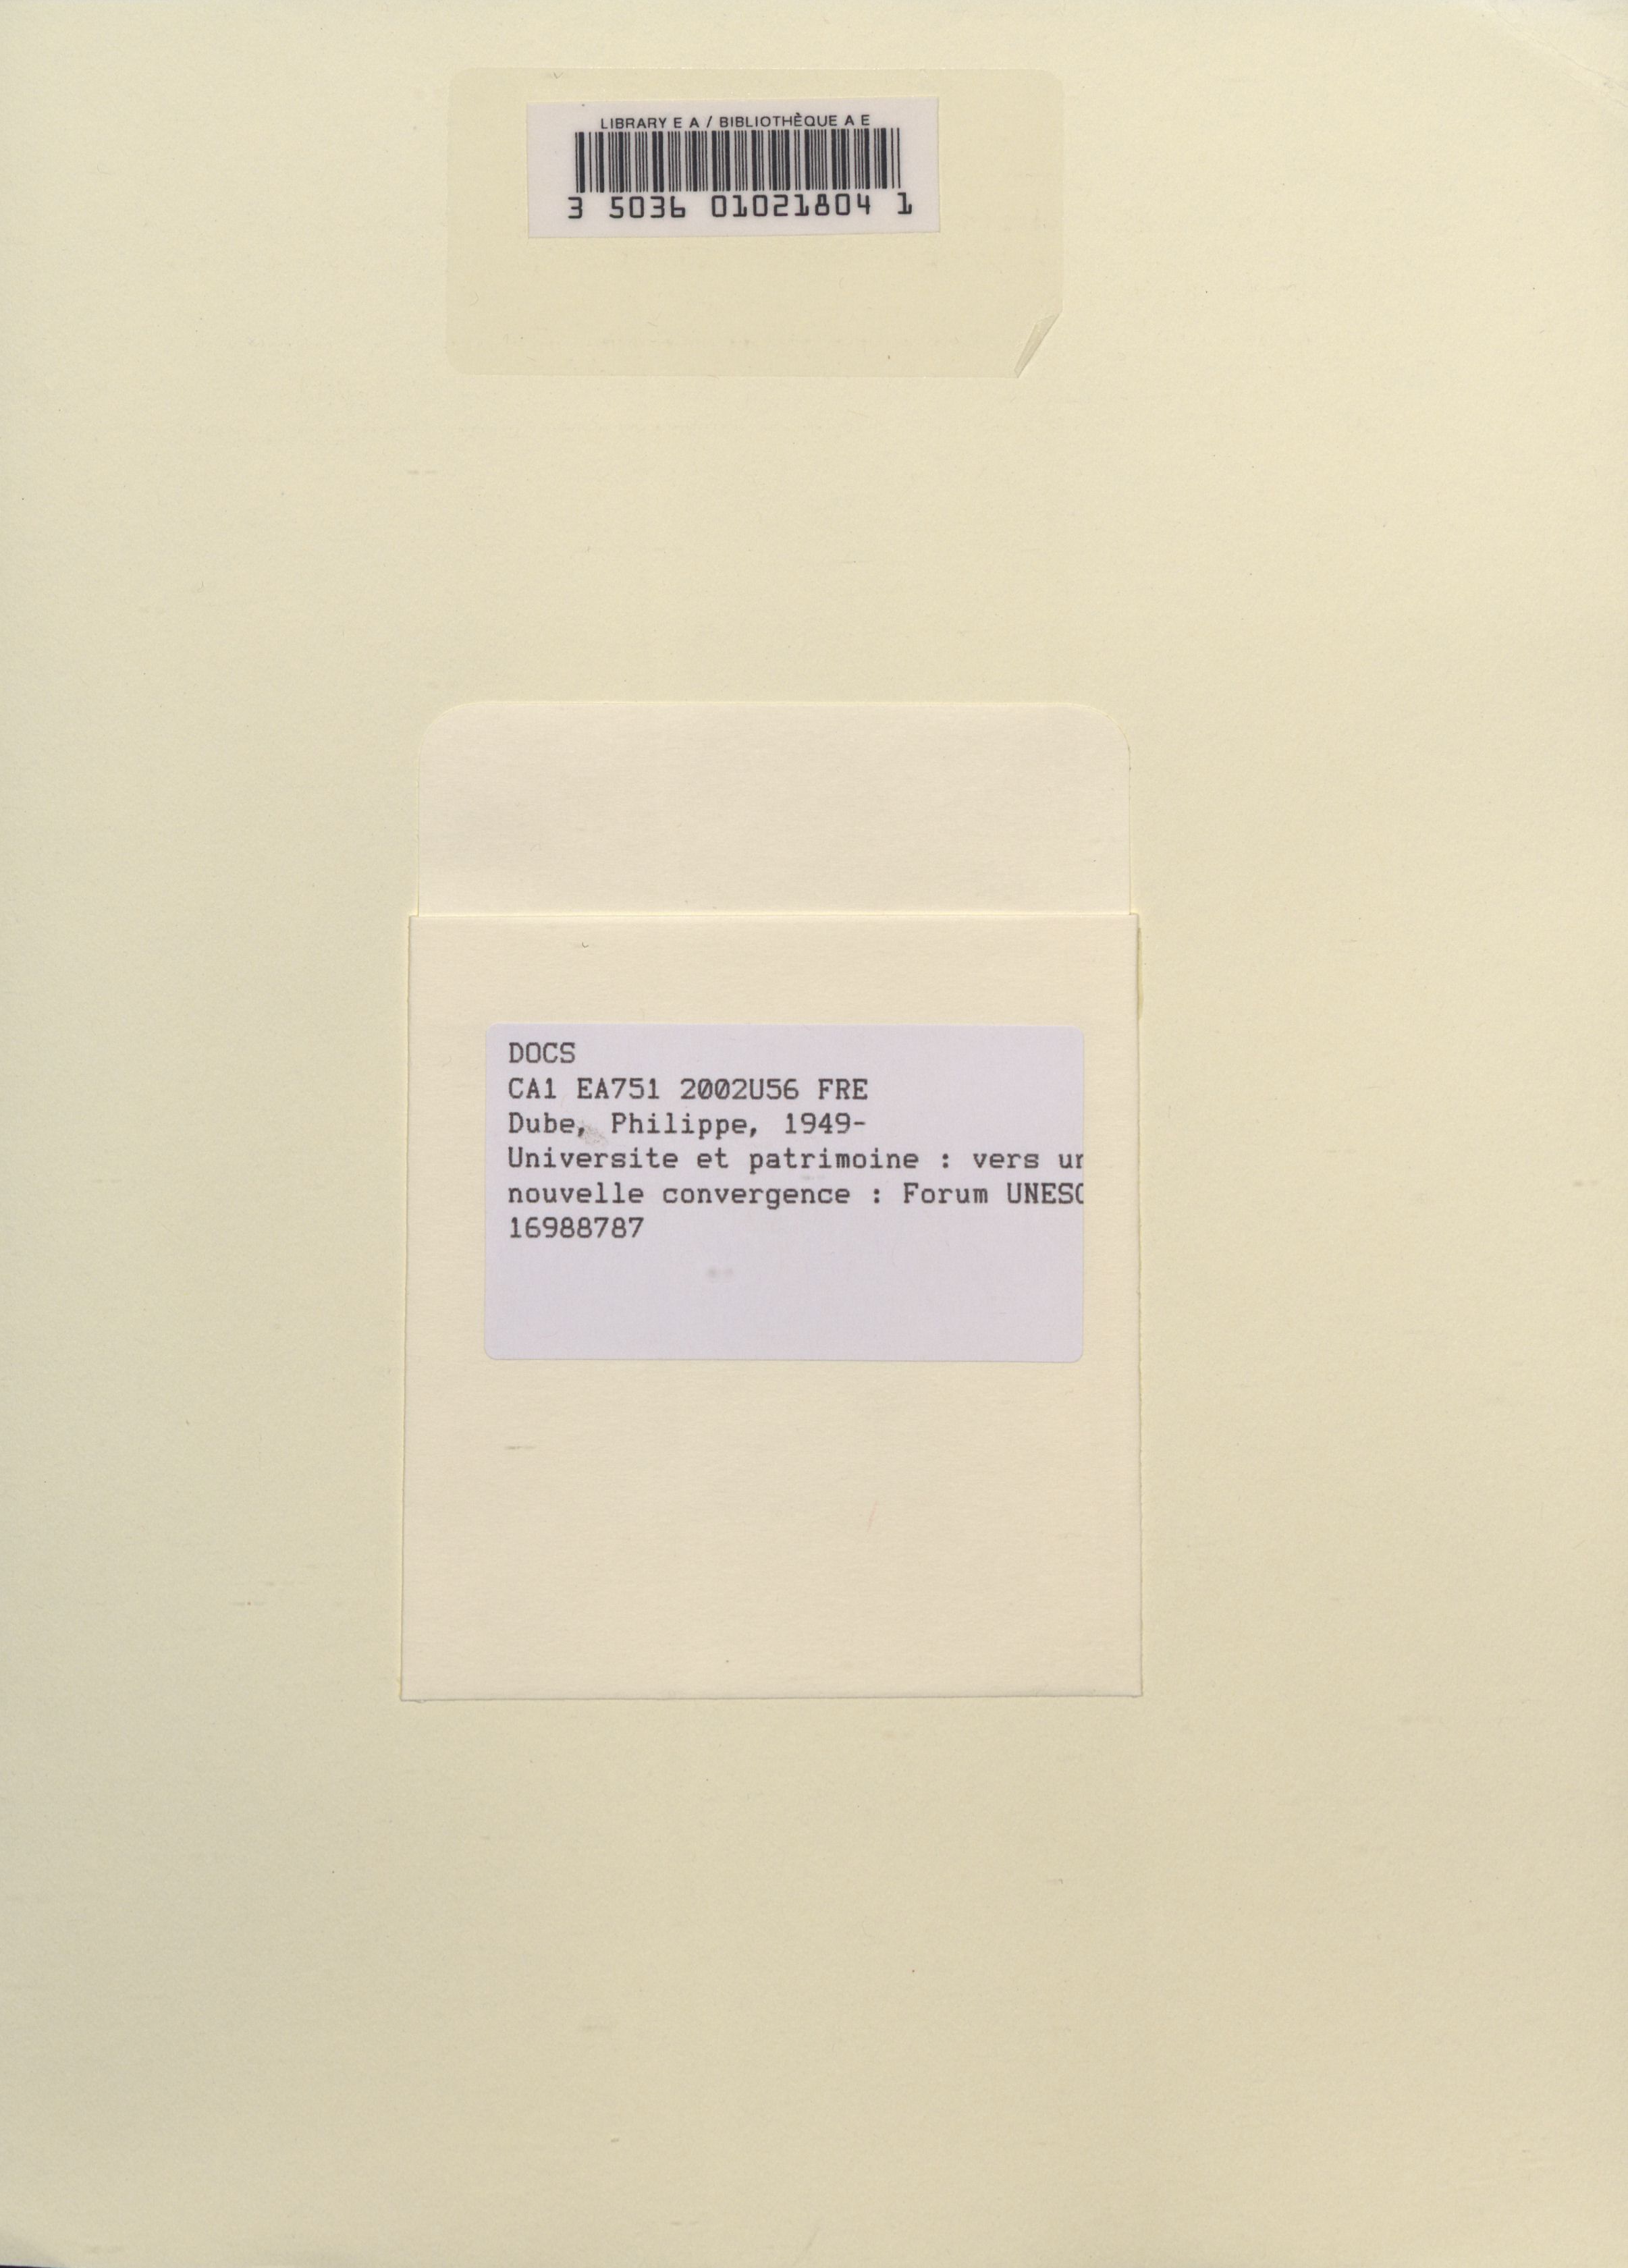 LIBRARY E A / BIBLIOTHÈQUE A E
3 5036 01021804 1
DOCS
CA1 EA751 2002U56 FRE
Dube, Philippe, 1949-
Universite et patrimoine : vers
nouvelle convergence : Forum UNESC
16988787